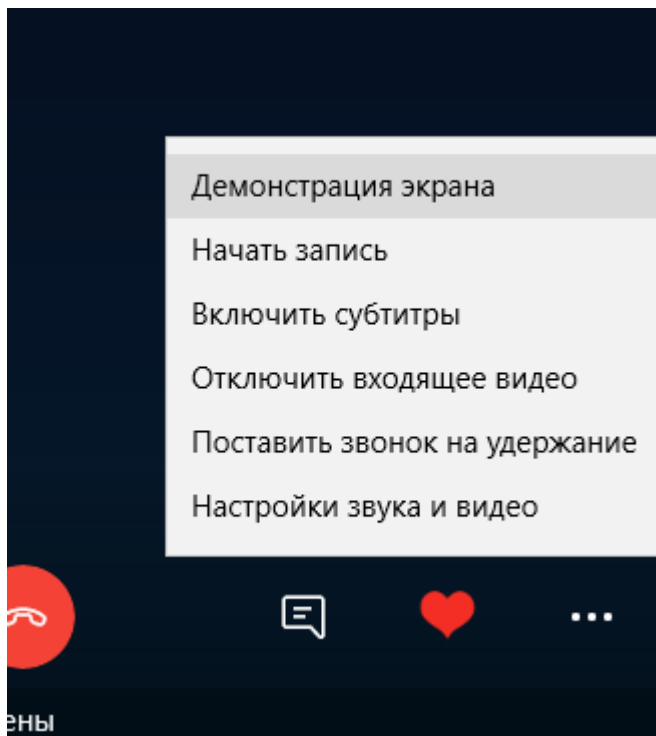 Демонстрация экрана
Начать запись
Включить субтитры
Отключить входящее видео
Поставить звонок на удержание
Настройки звука и видео
ены